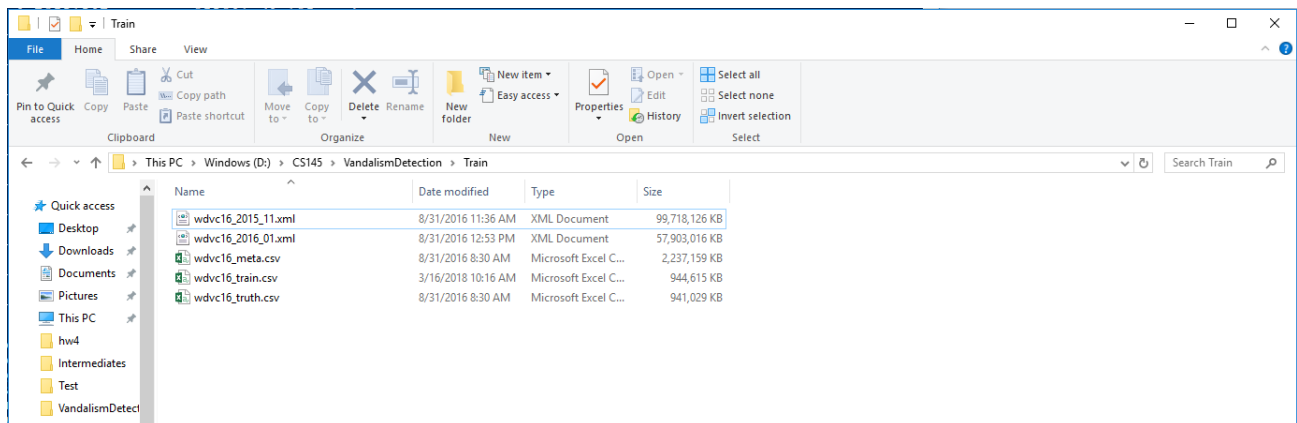 Train
File Home Share View
Pin to Quick access
Copy
Paste
Cut
Copy path
Paste shortcut
Clipboard
Move to
Copy to
Delete
Rename
Organize
New folder
New item
Easy access
New
Properties
Open
Edit
History
Open
Select all
Select none
Invert selection
Select
This PC > Windows (D:) > CS145 > VandalismDetection > Train
Search Train
Quick access
Desktop
Downloads
Documents
Pictures
This PC
hw4
Intermediates
Test
VandalismDetect
Name Date modified Type Size
wdvc16_2015_11.xml 8/31/2016 11:36 AM XML Document 99,718,126 KB
wdvc16_2016_01.xml 8/31/2016 12:53 PM XML Document 57,903,016 KB
wdvc16_meta.csv 8/31/2016 8:30 AM Microsoft Excel C... 2,237,159 KB
wdvc16_train.csv 3/16/2018 10:16 AM Microsoft Excel C... 944,615 KB
wdvc16_truth.csv 8/31/2016 8:30 AM Microsoft Excel C... 941,029 KB